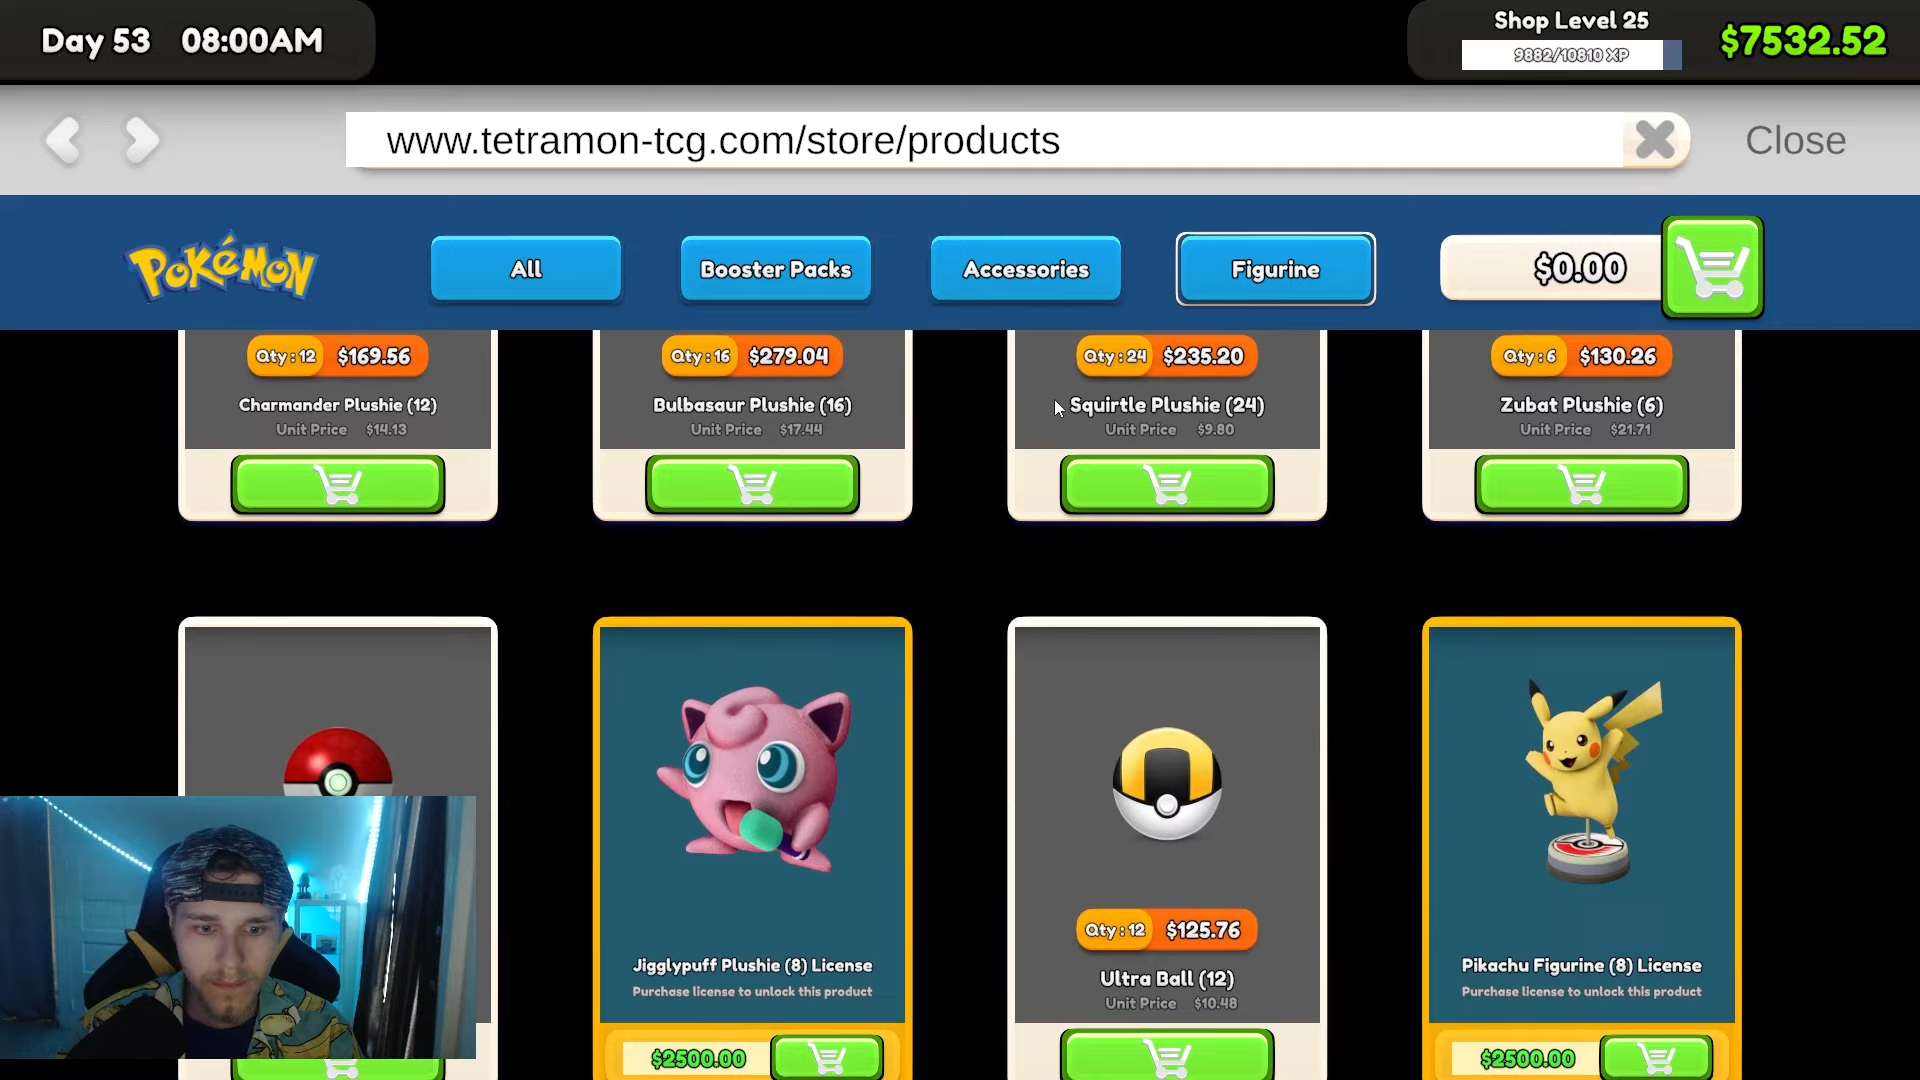 Day 53 08:00AM
Shop Level 25
9882/10810 XP
$7532.52
www.tetramon-tcg.com/store/products
Close
POKéMON
All
Booster Packs
Accessories
Figurine
$0.00
Qty: 12 $169.56
Charmander Plushie (12)
Unit Price $14.13
Qty: 16 $279.04
Bulbasaur Plushie (16)
Unit Price $17.44
Qty: 24 $235.20
Squirtle Plushie (24)
Unit Price $9.80
Qty: 6 $130.26
Zubat Plushie (6)
Unit Price $21.71
Jigglypuff Plushie (8) License
Purchase license to unlock this product
$2500.00
Qty: 12 $125.76
Ultra Ball (12)
Unit Price $10.48
Pikachu Figurine (8) License
Purchase license to unlock this product
$2500.00